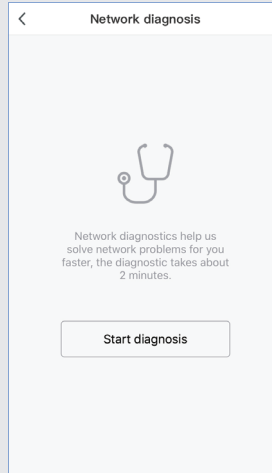 Network diagnosis
Network diagnostics help us
solve network problems for you
faster, the diagnostic takes about
2 minutes.
Start diagnosis